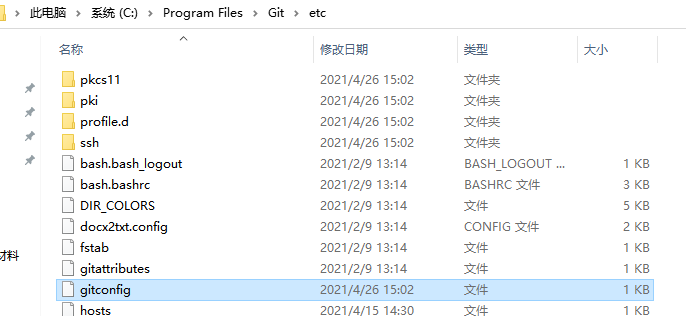 此电脑 > 系统 (C:) > Program Files > Git > etc
名称 修改日期 类型 大小
pkcs11 2021/4/26 15:02 文件夹
pki 2021/4/26 15:02 文件夹
profile.d 2021/4/26 15:02 文件夹
ssh 2021/4/26 15:02 文件夹
bash.bash_logout 2021/2/9 13:14 BASH_LOGOUT ... 1 KB
bash.bashrc 2021/2/9 13:14 BASHRC 文件 3 KB
DIR_COLORS 2021/2/9 13:14 文件 5 KB
docx2txt.config 2021/2/9 13:14 CONFIG 文件 2 KB
fstab 2021/2/9 13:14 文件 1 KB
材料
gitattributes 2021/2/9 13:14 文件 1 KB
gitconfig 2021/4/26 15:02 文件 1 KB
hosts 2021/4/15 14:30 文件 1 KB